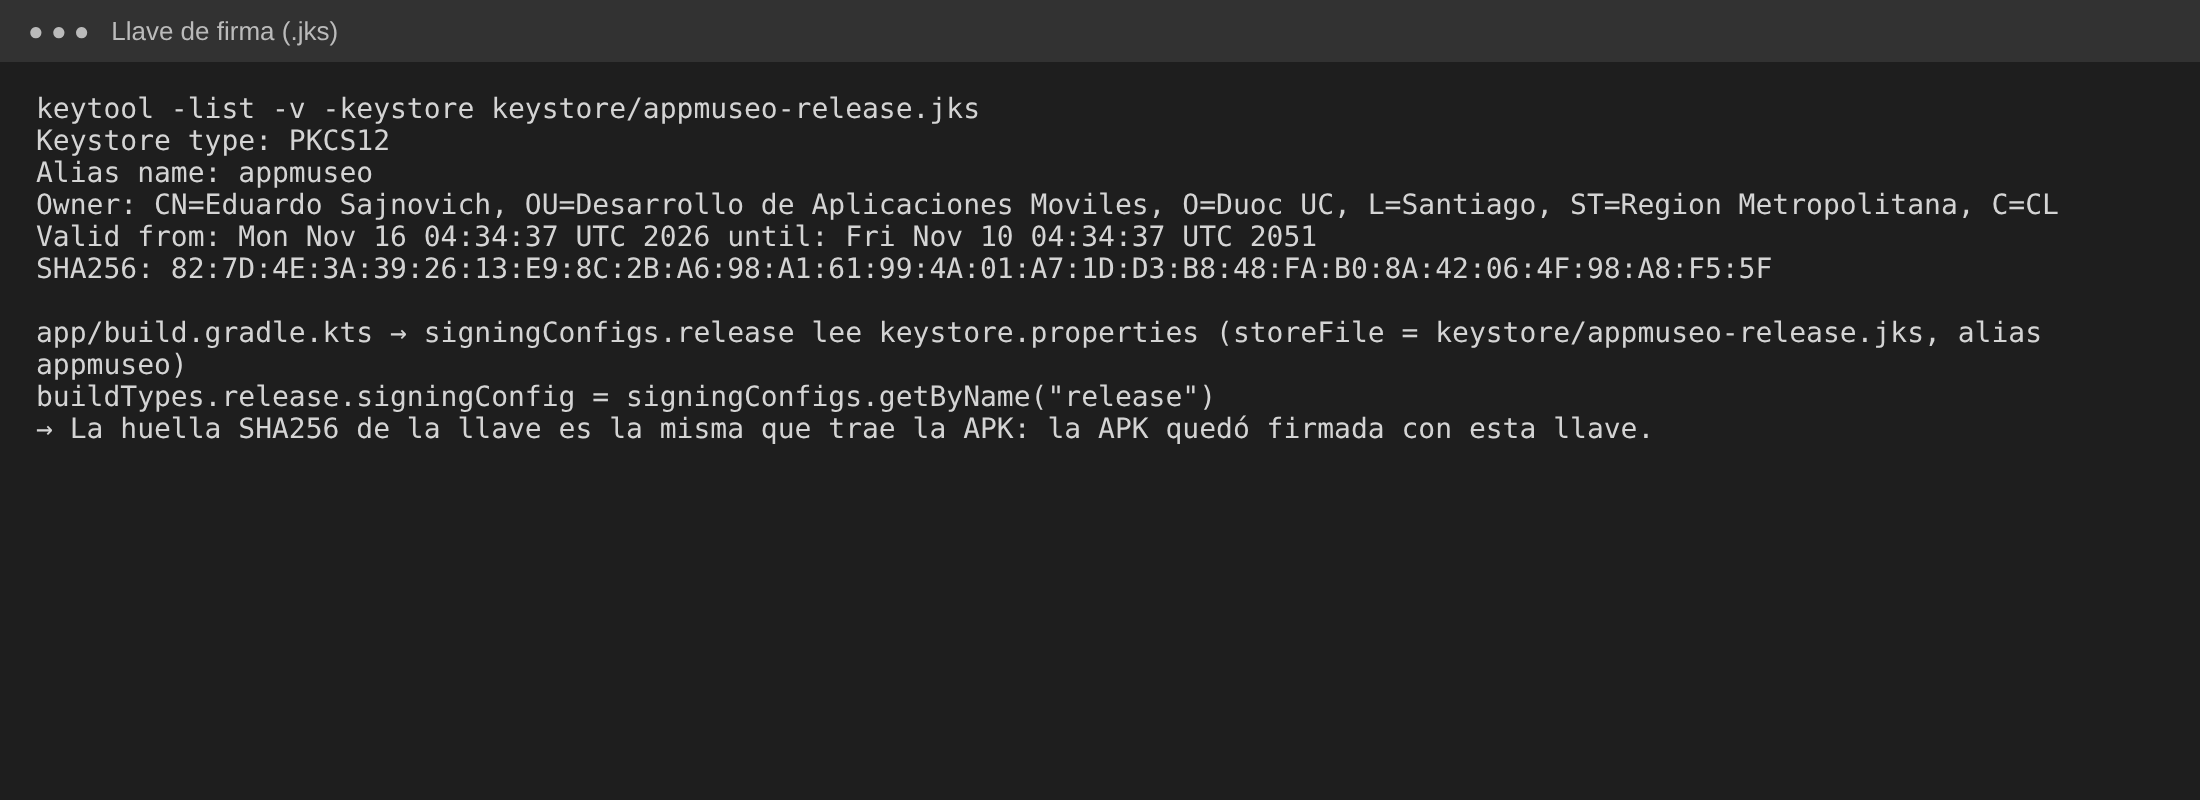 Llave de firma (.jks)
keytool -list -v -keystore keystore/appmuseo-release.jks
Keystore type: PKCS12
Alias name: appmuseo
Owner: CN=Eduardo Sajnovich, OU=Desarrollo de Aplicaciones Moviles, O=Duoc UC, L=Santiago, ST=Region Metropolitana, C=CL
Valid from: Mon Nov 16 04:34:37 UTC 2026 until: Fri Nov 10 04:34:37 UTC 2051
SHA256: 82:7D:4E:3A:39:26:13:E9:8C:2B:A6:98:A1:61:99:4A:01:A7:1D:D3:B8:48:FA:B0:8A:42:06:4F:98:A8:F5:5F
app/build.gradle.kts → signingConfigs.release lee keystore.properties (storeFile = keystore/appmuseo-release.jks, alias
appmuseo)
buildTypes.release.signingConfig = signingConfigs.getByName("release")
→ La huella SHA256 de la llave es la misma que trae la APK: la APK quedó firmada con esta llave.